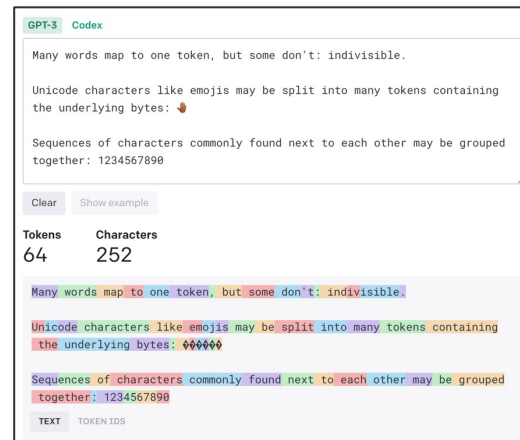 GPT-3 Codex
Many words map to one token, but some don't: indivisible.
Unicode characters like emojis may be split into many tokens containing
the underlying bytes: 🤚🏾
Sequences of characters commonly found next to each other may be grouped
together: 1234567890
Clear Show example
Tokens Characters
64 252
Many words map to one token, but some don't: indivisible.
Unicode characters like emojis may be split into many tokens containing
the underlying bytes: ������
Sequences of characters commonly found next to each other may be grouped
together: 1234567890
TEXT TOKEN IDS